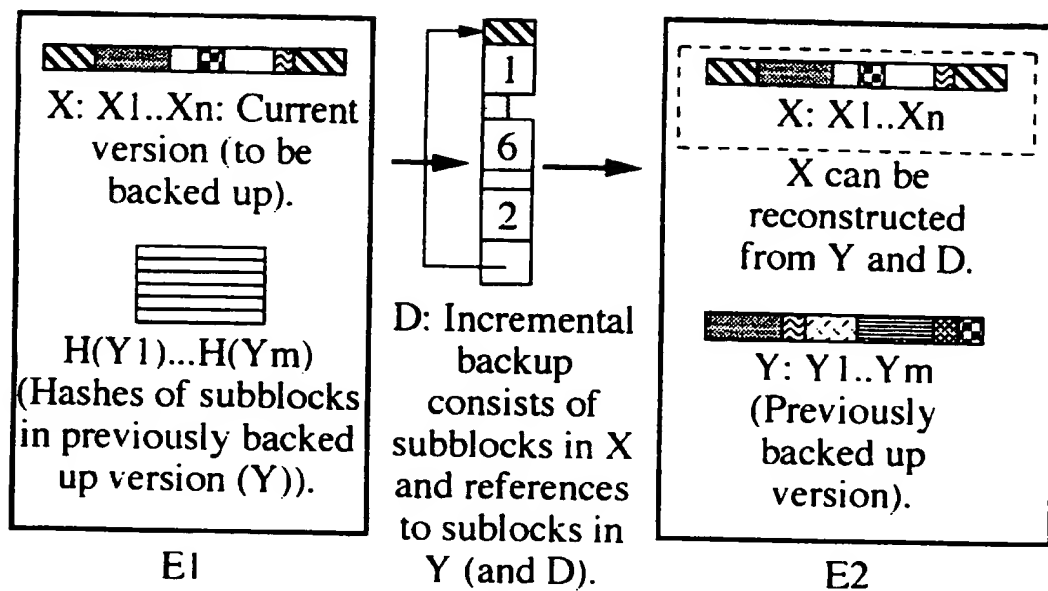 X: X1..Xn: Current
version (to be
backed up).
H(Y1)...H(Ym)
(Hashes of subblocks
in previously backed
up version (Y)).
E1
1
6
2
D: Incremental
backup
consists of
subblocks in X
and references
to sublocks in
Y (and D).
X: X1..Xn
X can be
reconstructed
from Y and D.
Y: Y1..Ym
(Previously
backed up
version).
E2